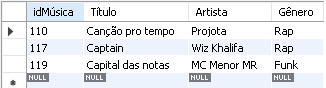 idMúsica Título Artista Gênero
110 Canção pro tempo Projota Rap
117 Captain Wiz Khalifa Rap
119 Capital das notas MC Menor MR Funk
NULL NULL NULL NULL